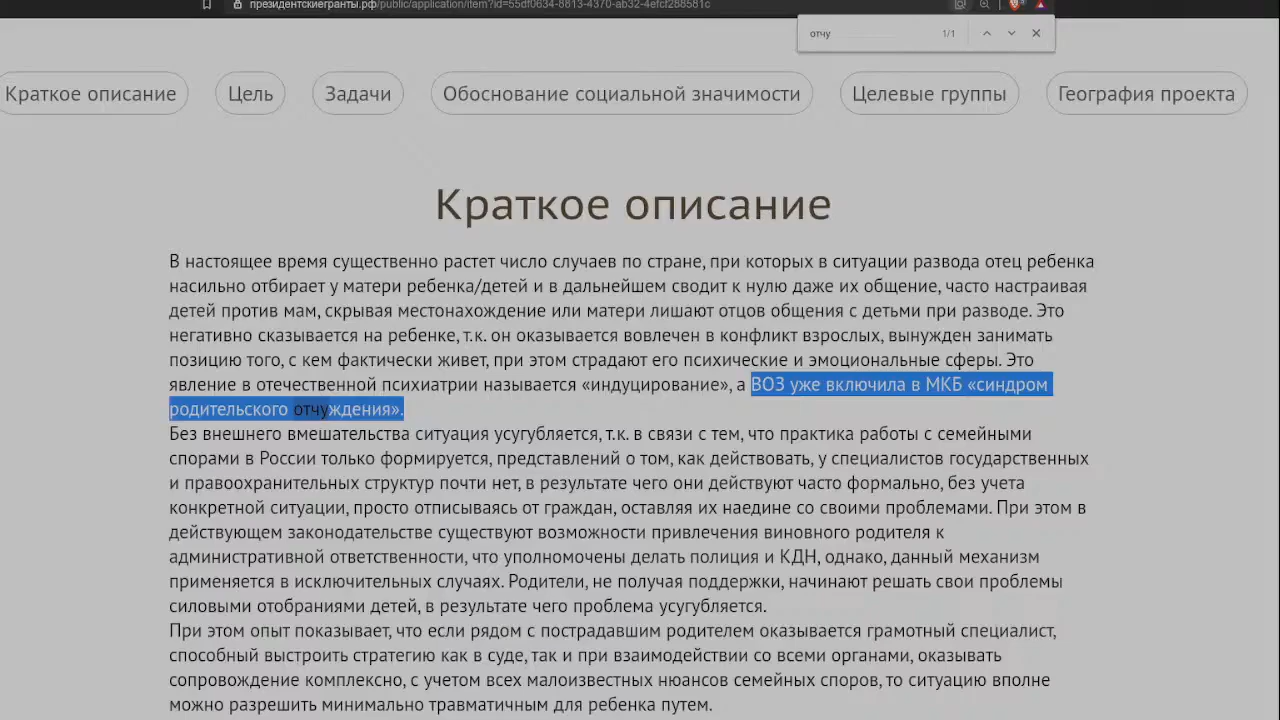 президентскиегранты.рф/public/application/item?id=55df0634-8813-4370-ab32-4efcf288581c
отчу 1/1
Краткое описание Цель Задачи Обоснование социальной значимости Целевые группы География проекта
Краткое описание
В настоящее время существенно растет число случаев по стране, при которых в ситуации развода отец ребенка
насильно отбирает у матери ребенка/детей и в дальнейшем сводит к нулю даже их общение, часто настраивая
детей против мам, скрывая местонахождение или матери лишают отцов общения с детьми при разводе. Это
негативно сказывается на ребенке, т.к. он оказывается вовлечен в конфликт взрослых, вынужден занимать
позицию того, с кем фактически живет, при этом страдают его психические и эмоциональные сферы. Это
явление в отечественной психиатрии называется «индуцирование», а ВОЗ уже включила в МКБ «синдром
родительского отчуждения».
Без внешнего вмешательства ситуация усугубляется, т.к. в связи с тем, что практика работы с семейными
спорами в России только формируется, представлений о том, как действовать, у специалистов государственных
и правоохранительных структур почти нет, в результате чего они действуют часто формально, без учета
конкретной ситуации, просто отписываясь от граждан, оставляя их наедине со своими проблемами. При этом в
действующем законодательстве существуют возможности привлечения виновного родителя к
административной ответственности, что уполномочены делать полиция и КДН, однако, данный механизм
применяется в исключительных случаях. Родители, не получая поддержки, начинают решать свои проблемы
силовыми отобраниями детей, в результате чего проблема усугубляется.
При этом опыт показывает, что если рядом с пострадавшим родителем оказывается грамотный специалист,
способный выстроить стратегию как в суде, так и при взаимодействии со всеми органами, оказывать
сопровождение комплексно, с учетом всех малоизвестных нюансов семейных споров, то ситуацию вполне
можно разрешить минимально травматичным для ребенка путем.